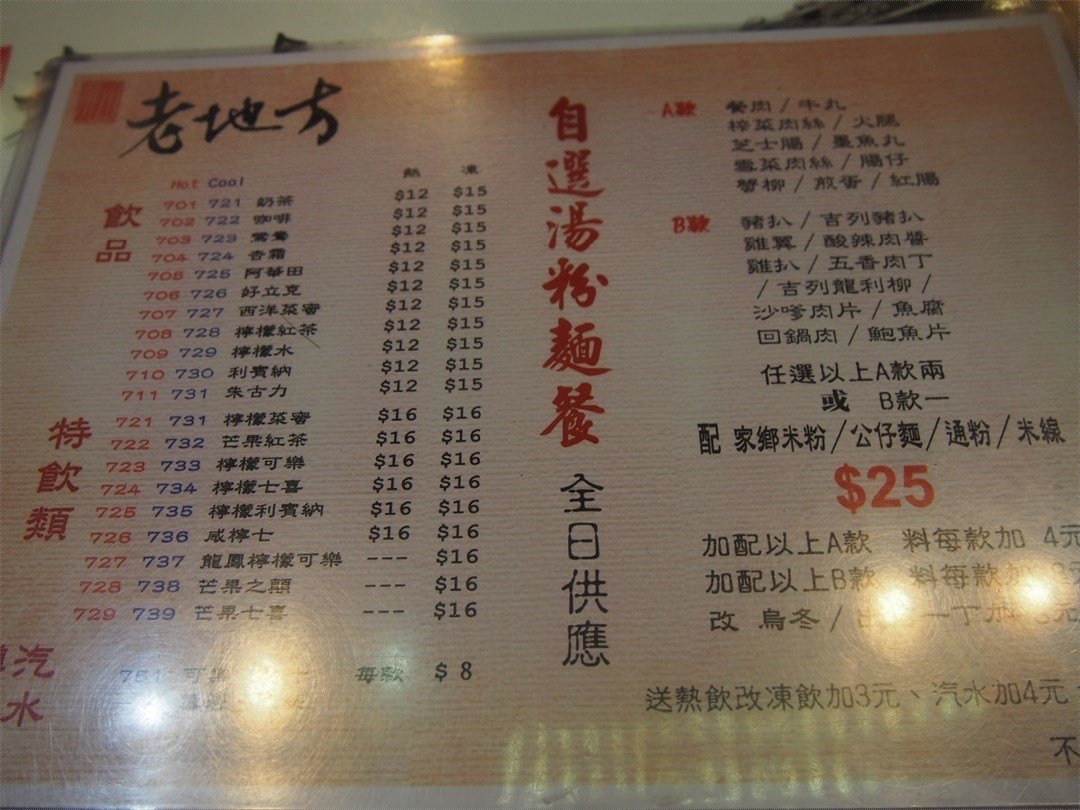 老地方
Hot Cool 熱 凍
飲品
701 721 奶茶 $12 $15
702 722 咖啡 $12 $15
703 723 鴛鴦 $12 $15
704 724 杏霜 $12 $15
705 725 阿華田 $12 $15
706 726 好立克 $12 $15
707 727 西洋菜蜜 $12 $15
708 728 檸檬紅茶 $12 $15
709 729 檸檬水 $12 $15
710 730 利賓納 $12 $15
711 731 朱古力 $12 $15
特飲類
721 731 檸檬菜蜜 $16 $16
722 732 芒果紅茶 $16 $16
723 733 檸檬可樂 $16 $16
724 734 檸檬七喜 $16 $16
725 735 檸檬利賓納 $16 $16
726 736 咸檸七 $16 $16
727 737 龍鳳檸檬可樂 --- $16
728 738 芒果之顛 --- $16
729 739 芒果七喜 --- $16
汽水
751 可 每款 $ 8
自選湯粉麵餐
全日供應
A款 餐肉 / 牛丸
榨菜肉絲 / 火腿
芝士腸 / 墨魚丸
雪菜肉絲 / 腸仔
蟹柳 / 煎蛋 / 紅腸
B款 豬扒 / 吉列豬扒
雞翼 / 酸辣肉醬
雞扒 / 五香肉丁
/ 吉列龍利柳 /
沙嗲肉片 / 魚腐
回鍋肉 / 鮑魚片
任選以上A款兩
或 B款一
配 家鄉米粉/公仔麵/通粉/米線
$25
加配以上A款 料每款加 4元
加配以上B款 料每款
改 烏冬 / 一丁加 元
送熱飲改凍飲加3元、汽水加4元
不